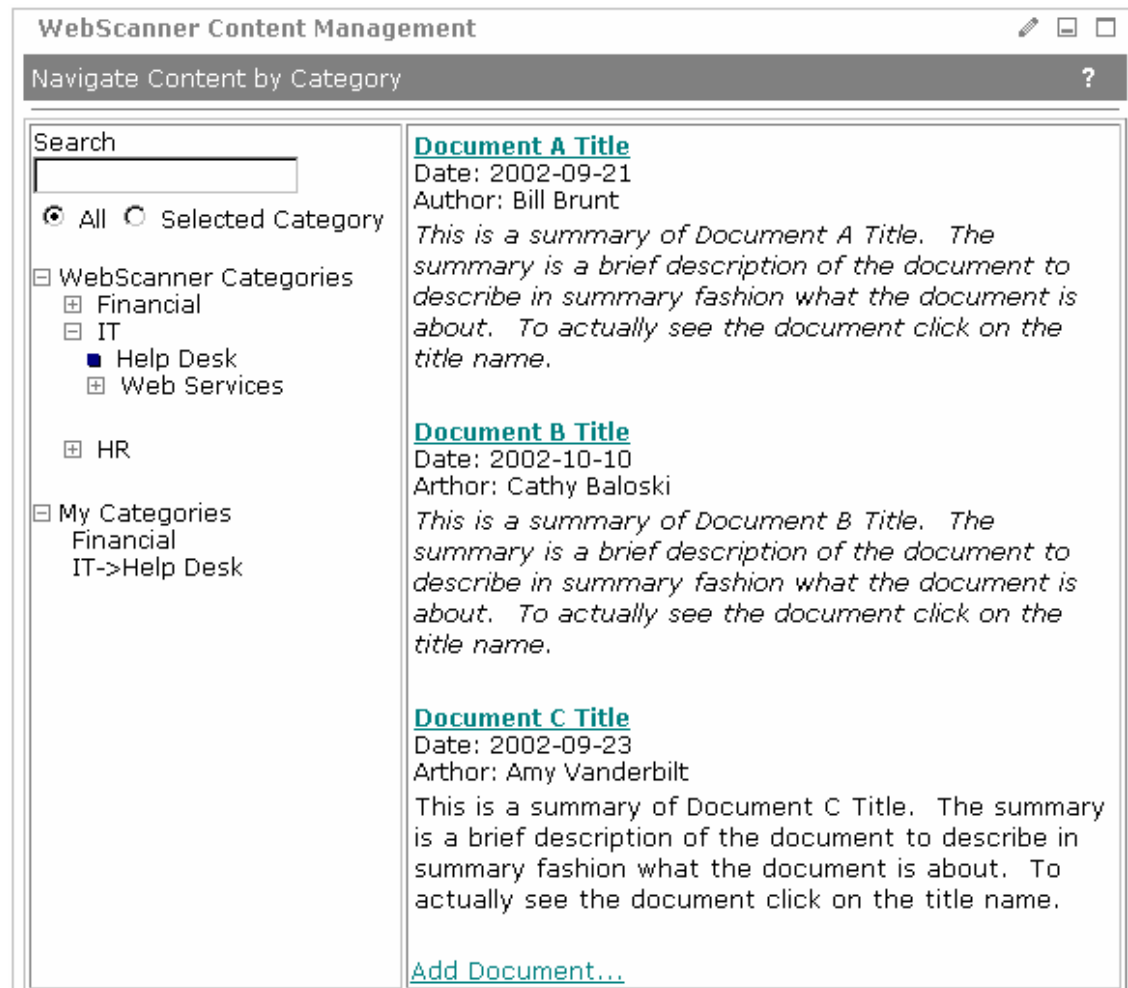 WebScanner Content Management
Navigate Content by Category ?
Search
All Selected Category
WebScanner Categories
Financial
IT
Help Desk
Web Services
HR
My Categories
Financial
IT->Help Desk
Document A Title
Date: 2002-09-21
Author: Bill Brunt
This is a summary of Document A Title. The
summary is a brief description of the document to
describe in summary fashion what the document is
about. To actually see the document click on the
title name.
Document B Title
Date: 2002-10-10
Arthor: Cathy Baloski
This is a summary of Document B Title. The
summary is a brief description of the document to
describe in summary fashion what the document is
about. To actually see the document click on the
title name.
Document C Title
Date: 2002-09-23
Arthor: Amy Vanderbilt
This is a summary of Document C Title. The summary
is a brief description of the document to describe in
summary fashion what the document is about. To
actually see the document click on the title name.
Add Document...